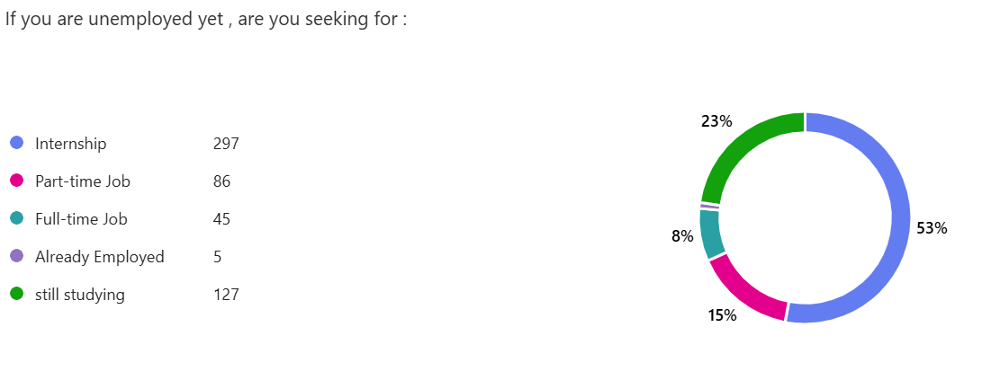 If you are unemployed yet , are you seeking for :
Internship 297
Part-time Job 86
Full-time Job 45
Already Employed 5
still studying 127
23%
53%
8%
15%